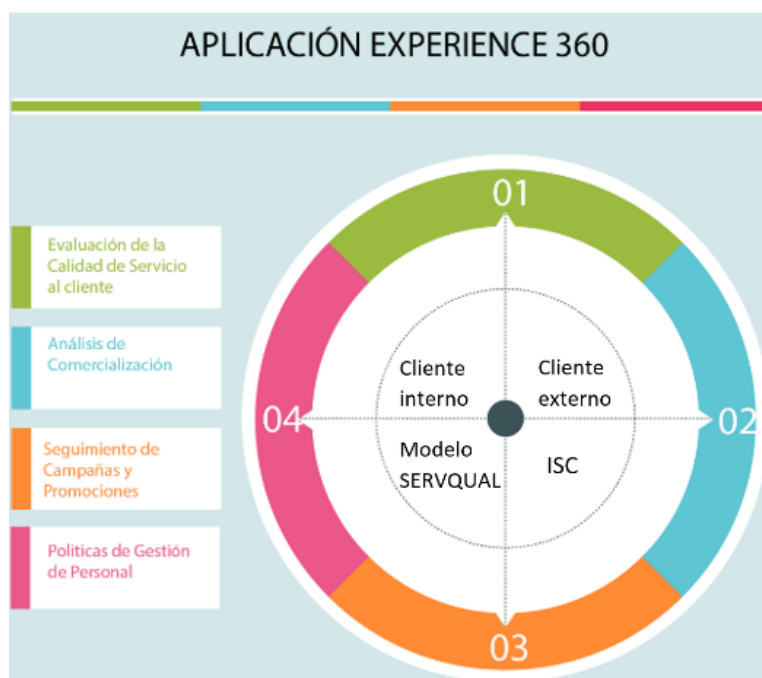 APLICACIÓN EXPERIENCE 360
Evaluación de la
Calidad de Servicio
al cliente
Análisis de
Comercialización
Seguimiento de
Campañas y
Promociones
Políticas de Gestión
de Personal
01
02
03
04
Cliente
interno
Cliente
externo
Modelo
SERVQUAL
ISC